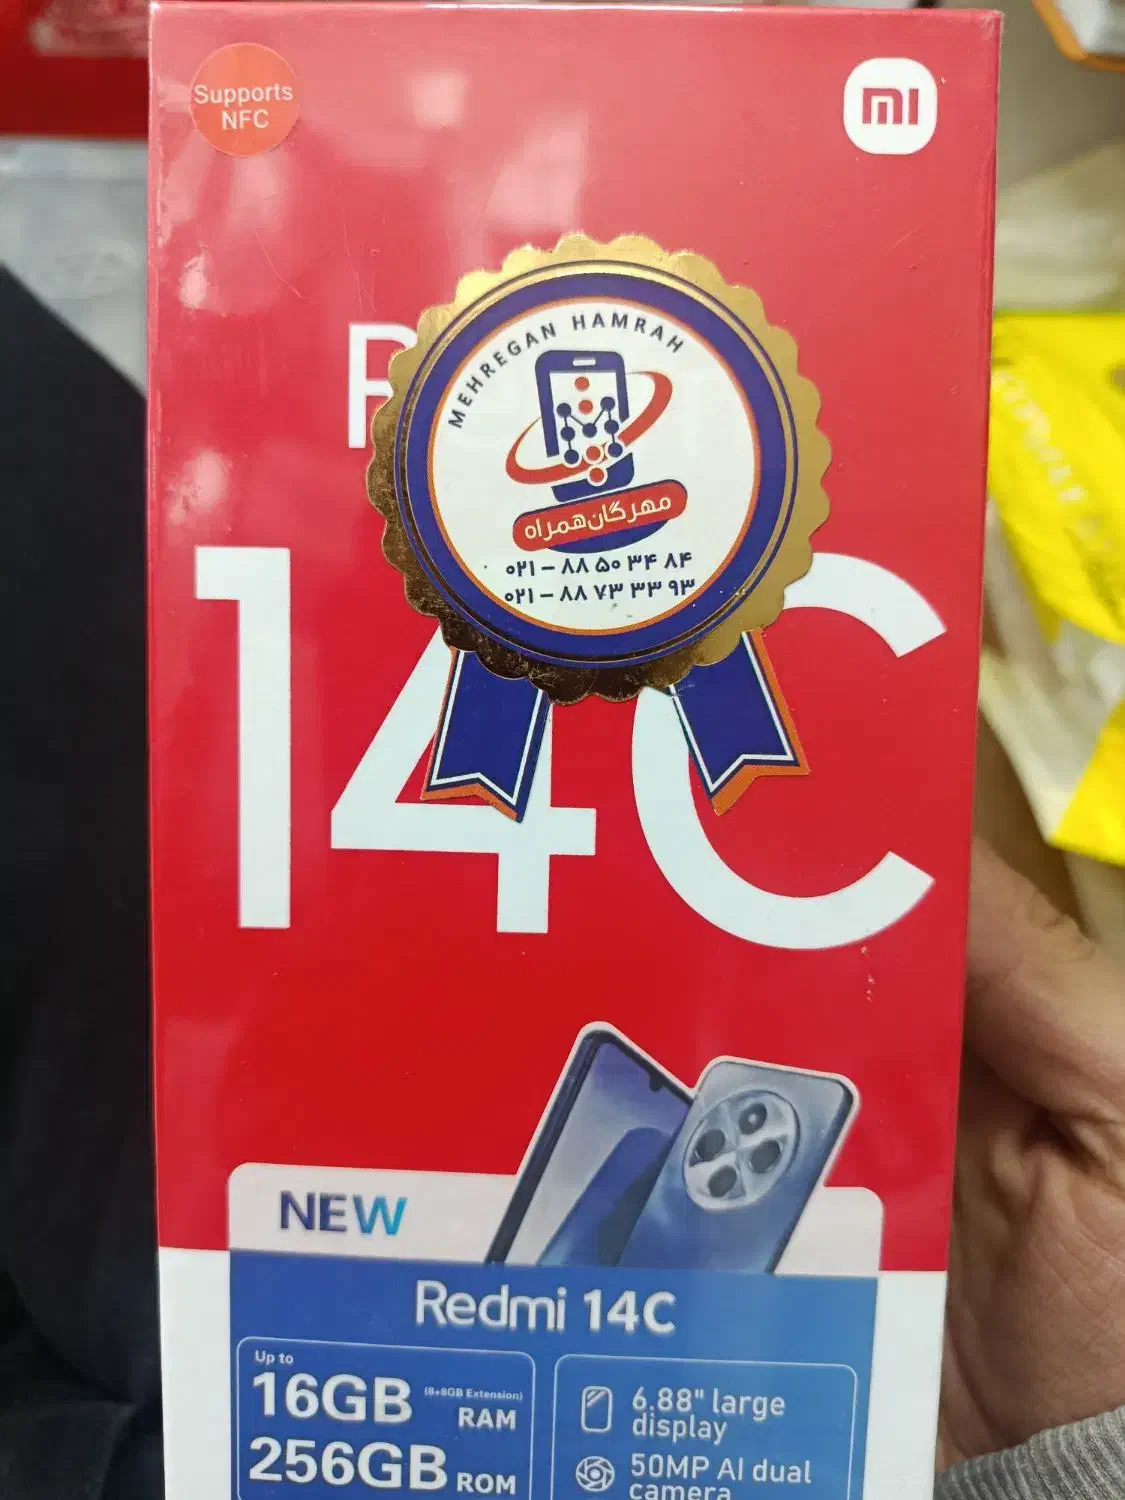 Supports
NFC
mi
R
MEHREGAN HAMRAH
مهرگان همراه
۰۲۱ – ۸۸ ۵۰ ۳۴ ۸۴
۰۲۱ – ۸۸ ۷۳ ۳۳ ۹۳
14C
NEW
Redmi 14C
Up to
16GB (8+8GB Extension) RAM
256GB ROM
6.88" large
display
50MP AI dual
camera